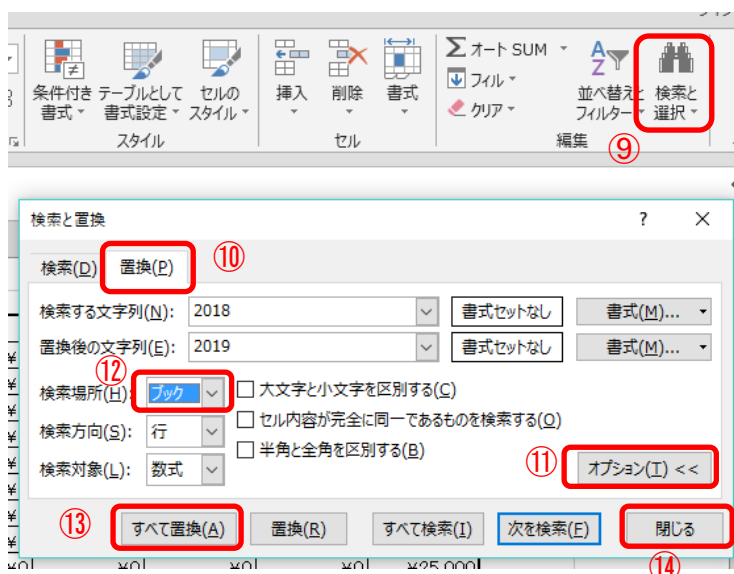 Σ オート SUM
条件付き テーブルとして セルの 挿入 削除 書式 フィル 並べ替えと 検索と
書式 書式設定 スタイル クリア フィルター 選択
スタイル セル 編集 ⑨
検索と置換 ? ×
検索(D) 置換(P) ⑩
検索する文字列(N): 2018 書式セットなし 書式(M)...
置換後の文字列(E): 2019 書式セットなし 書式(M)...
⑫
検索場所(H): ブック 大文字と小文字を区別する(C)
セル内容が完全に同一であるものを検索する(O)
検索方向(S): 行
半角と全角を区別する(B)
検索対象(L): 数式 ⑪ オプション(T) <<
⑬ すべて置換(A) 置換(R) すべて検索(I) 次を検索(F) 閉じる
¥0 ¥0 ¥0 ¥25,000 ⑭